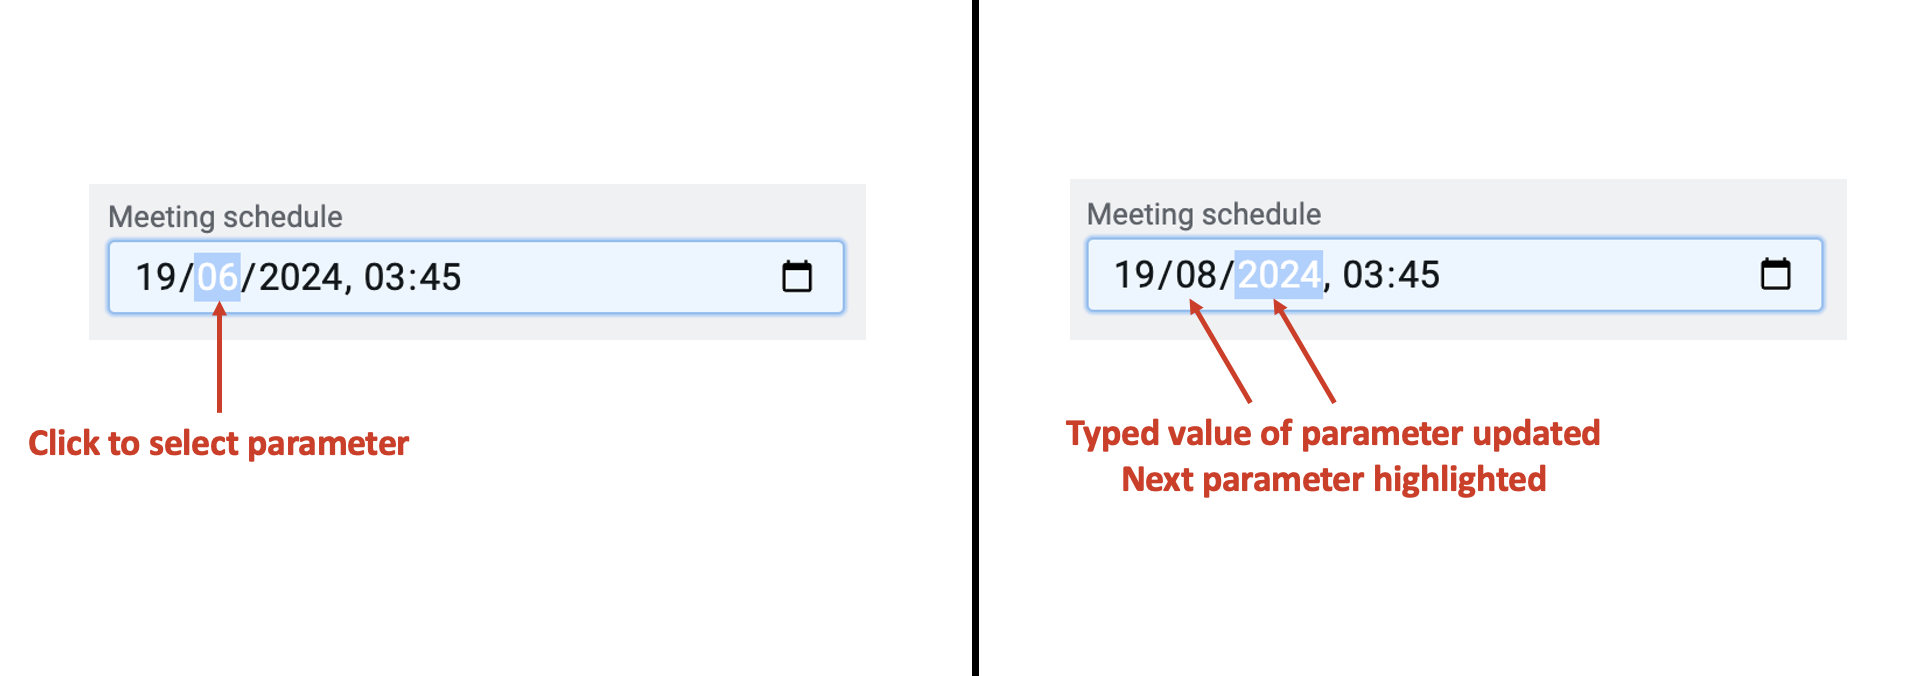 Meeting schedule
19/06/2024, 03:45
Click to select parameter
Meeting schedule
19/08/2024, 03:45
Typed value of parameter updated
Next parameter highlighted